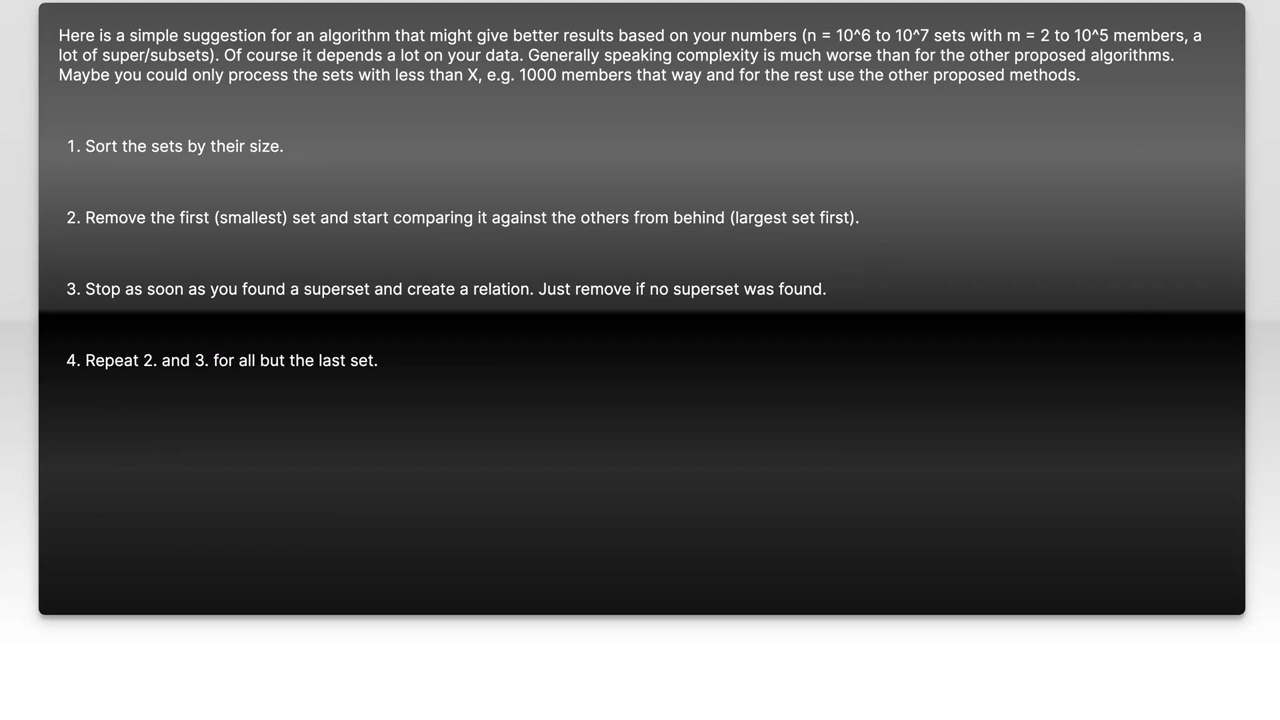 Here is a simple suggestion for an algorithm that might give better results based on your numbers (n = 10^6 to 10^7 sets with m = 2 to 10^5 members, a
lot of super/subsets). Of course it depends a lot on your data. Generally speaking complexity is much worse than for the other proposed algorithms.
Maybe you could only process the sets with less than X, e.g. 1000 members that way and for the rest use the other proposed methods.
1. Sort the sets by their size.
2. Remove the first (smallest) set and start comparing it against the others from behind (largest set first).
3. Stop as soon as you found a superset and create a relation. Just remove if no superset was found.
4. Repeat 2. and 3. for all but the last set.